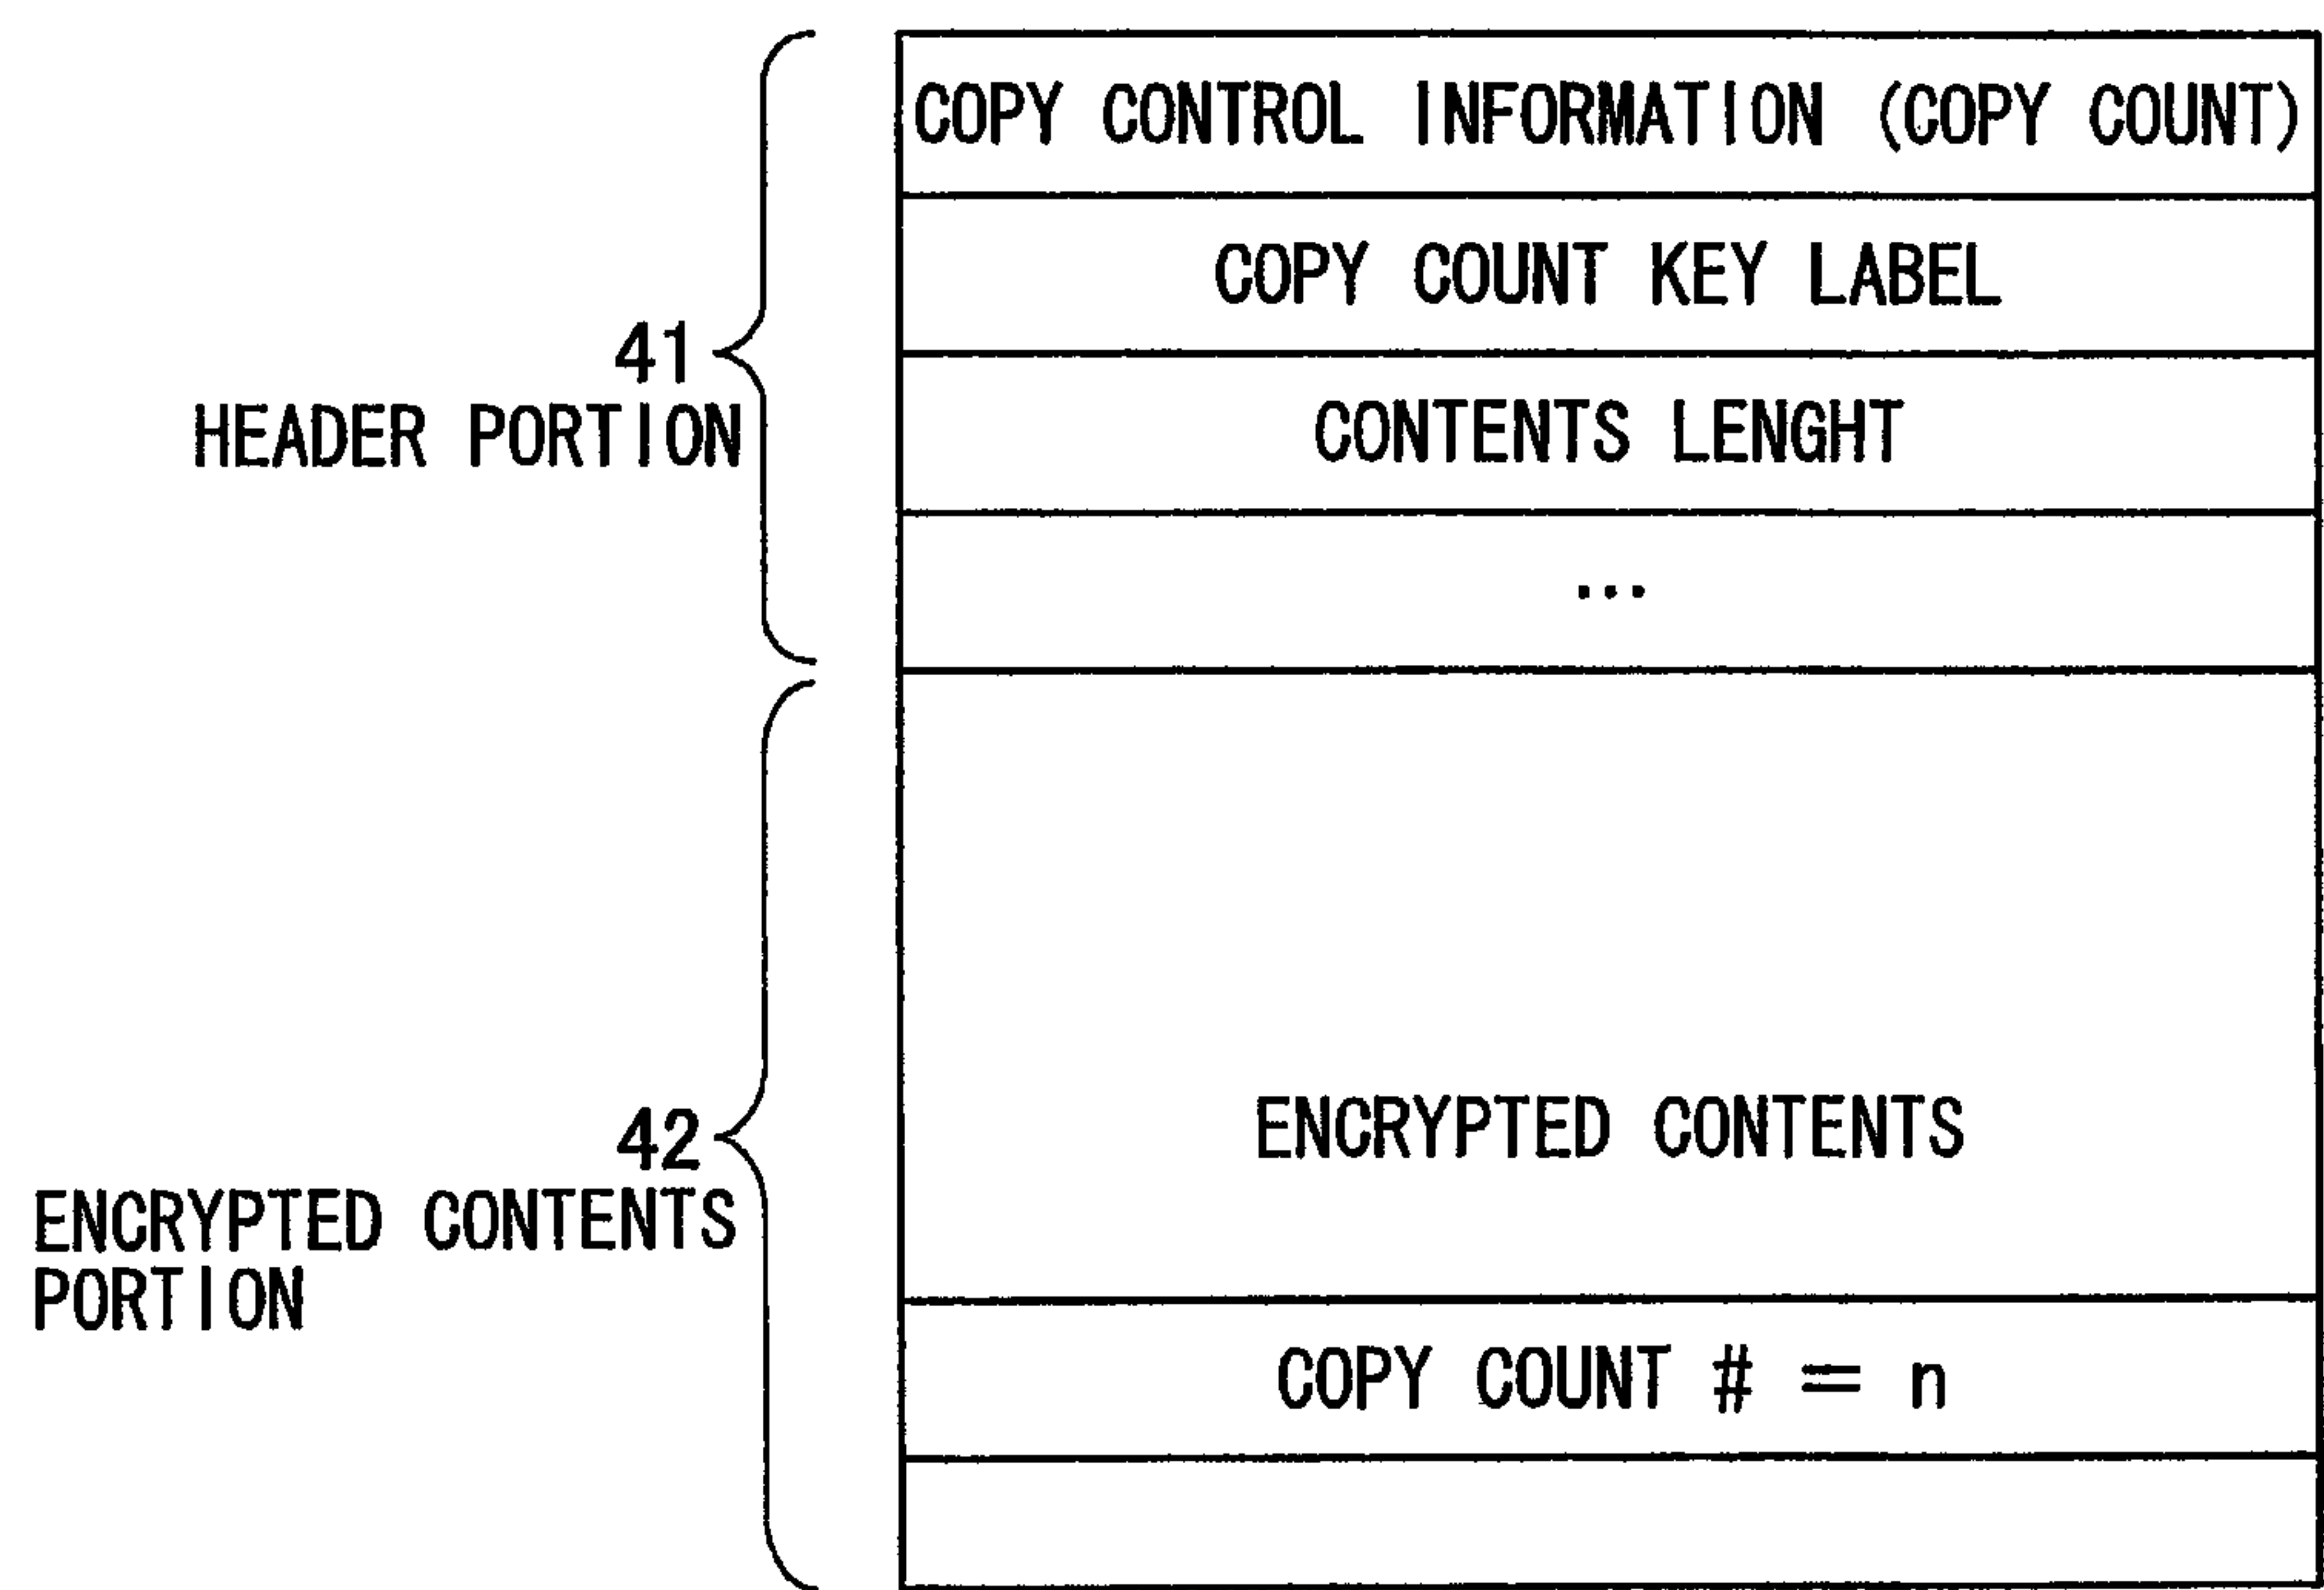 COPY CONTROL INFORMATION (COPY COUNT)
COPY COUNT KEY LABEL
41
HEADER PORTION
CONTENTS LENGHT
...
42
ENCRYPTED CONTENTS
PORTION
ENCRYPTED CONTENTS
COPY COUNT # = n